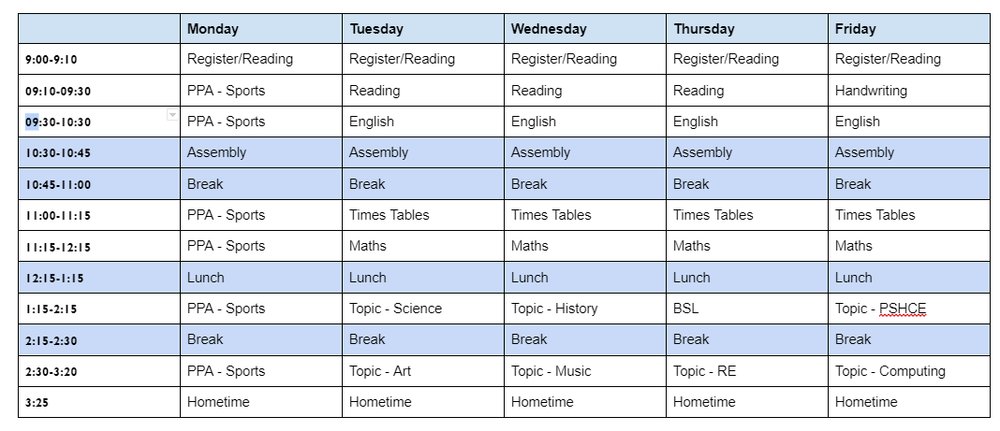 Monday Tuesday Wednesday Thursday Friday
9:00-9:10 Register/Reading Register/Reading Register/Reading Register/Reading Register/Reading
09:10-09:30 PPA - Sports Reading Reading Reading Handwriting
09:30-10:30 PPA - Sports English English English English
10:30-10:45 Assembly Assembly Assembly Assembly Assembly
10:45-11:00 Break Break Break Break Break
11:00-11:15 PPA - Sports Times Tables Times Tables Times Tables Times Tables
11:15-12:15 PPA - Sports Maths Maths Maths Maths
12:15-1:15 Lunch Lunch Lunch Lunch Lunch
1:15-2:15 PPA - Sports Topic - Science Topic - History BSL Topic - PSHCE
2:15-2:30 Break Break Break Break Break
2:30-3:20 PPA - Sports Topic - Art Topic - Music Topic - RE Topic - Computing
3:25 Hometime Hometime Hometime Hometime Hometime